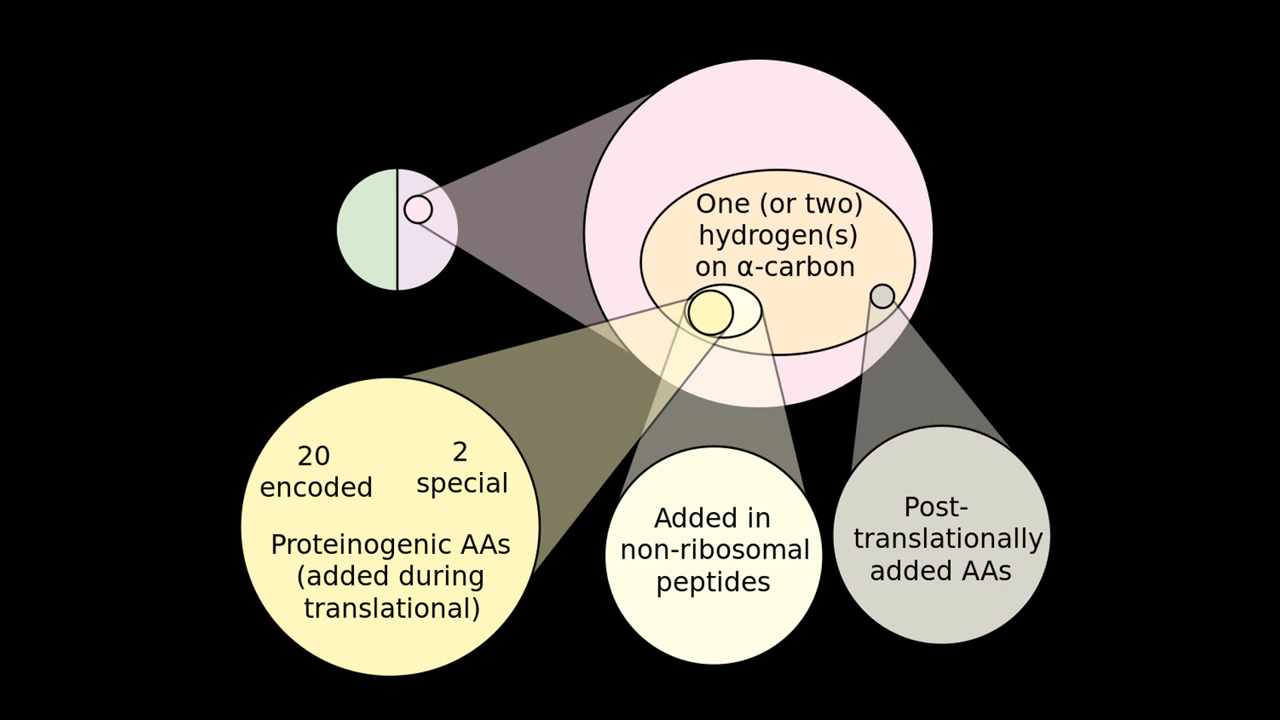 One (or two)
hydrogen(s)
on α-carbon
20
encoded
2
special
Proteinogenic AAs
(added during
translational)
Added in
non-ribosomal
peptides
Post-
translationally
added AAs